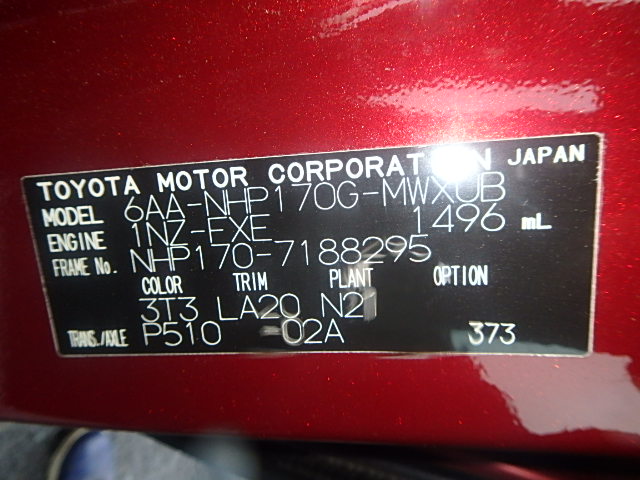 TOYOTA MOTOR CORPORATION JAPAN
MODEL 6AA-NHP170G-MWXUB
ENGINE 1NZ-FXE 1496 mL
FRAME No. NHP170-7188295
COLOR TRIM PLANT OPTION
3T3 LA20 N21
TRANS./AXLE P510 -02A 373